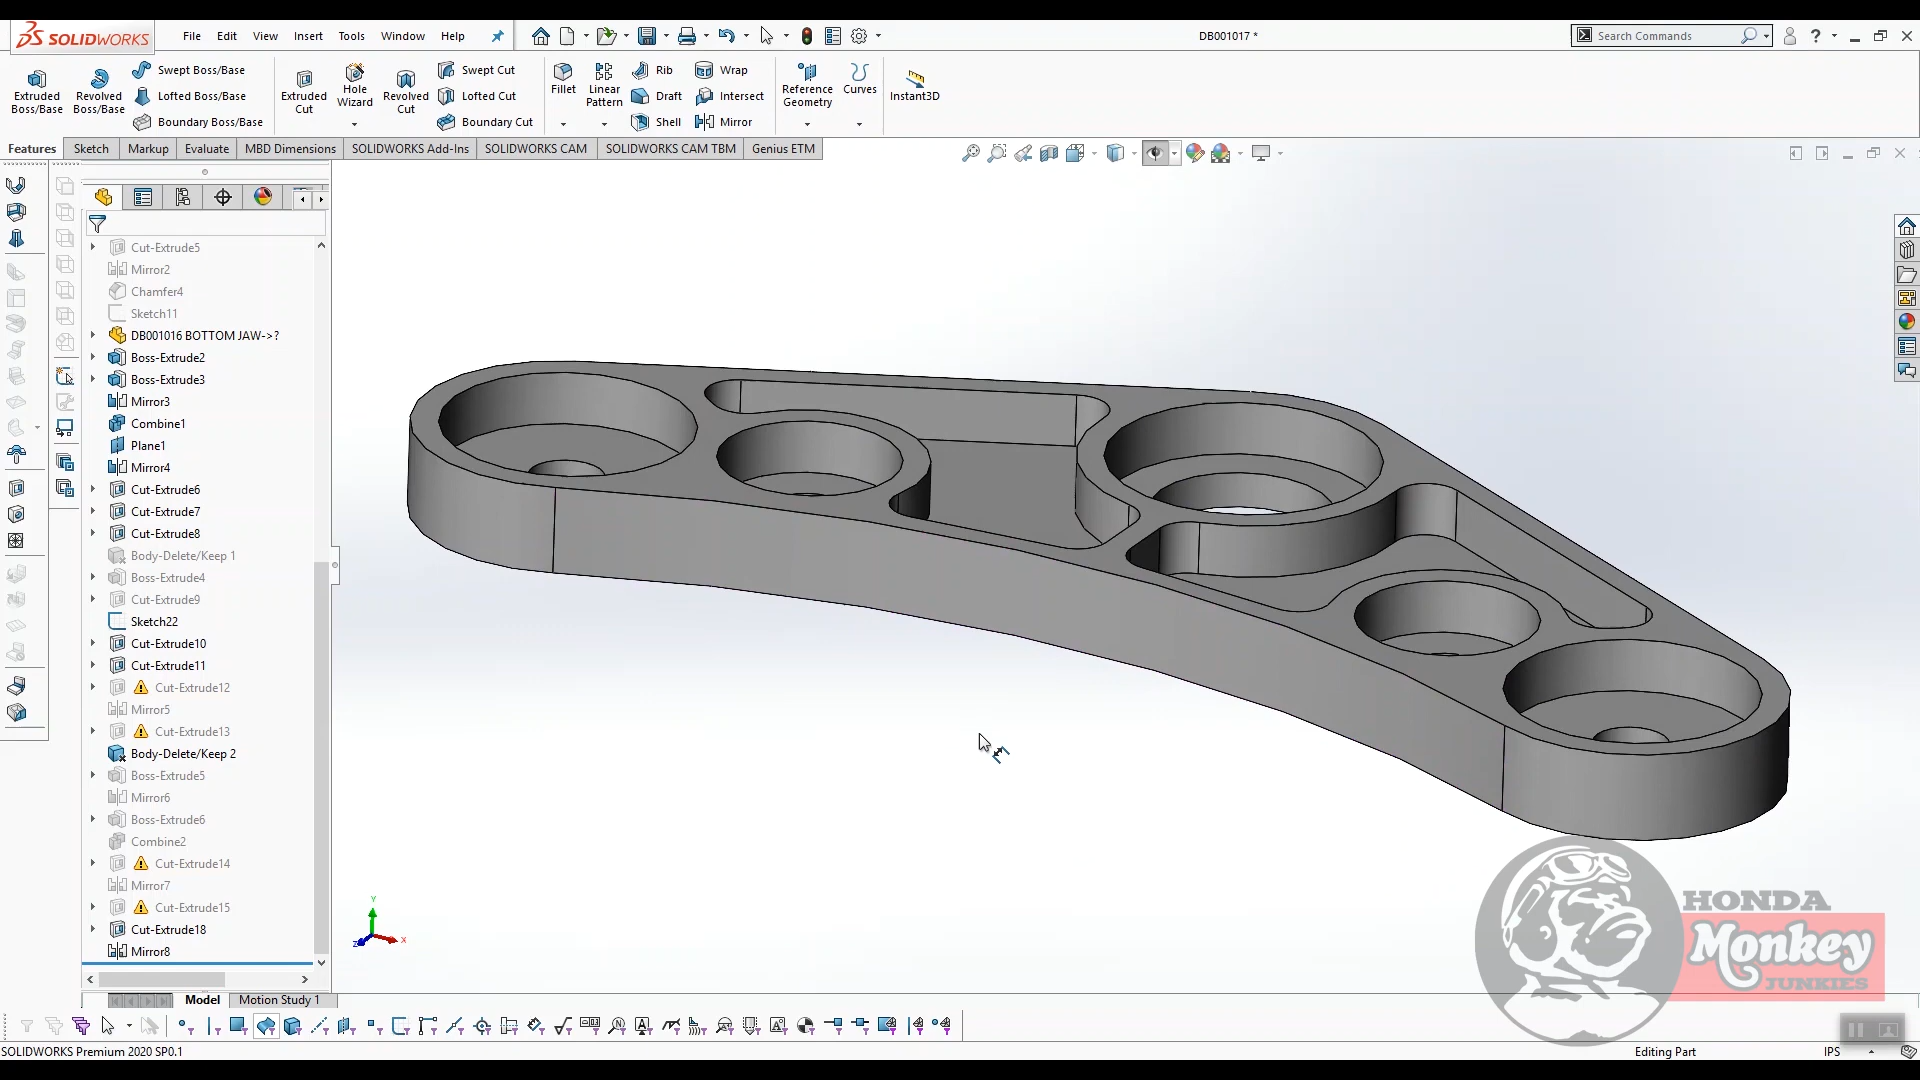 SOLIDWORKS
File Edit View Insert Tools Window Help
DB001017 *
Search Commands
Extruded Boss/Base
Revolved Boss/Base
Swept Boss/Base
Lofted Boss/Base
Boundary Boss/Base
Extruded Cut
Hole Wizard
Revolved Cut
Swept Cut
Lofted Cut
Boundary Cut
Fillet
Linear Pattern
Rib
Draft
Shell
Wrap
Intersect
Mirror
Reference Geometry
Curves
Instant3D
Features Sketch Markup Evaluate MBD Dimensions SOLIDWORKS Add-Ins SOLIDWORKS CAM SOLIDWORKS CAM TBM Genius ETM
Cut-Extrude5
Mirror2
Chamfer4
Sketch11
DB001016 BOTTOM JAW->?
Boss-Extrude2
Boss-Extrude3
Mirror3
Combine1
Plane1
Mirror4
Cut-Extrude6
Cut-Extrude7
Cut-Extrude8
Body-Delete/Keep 1
Boss-Extrude4
Cut-Extrude9
Sketch22
Cut-Extrude10
Cut-Extrude11
Cut-Extrude12
Mirror5
Cut-Extrude13
Body-Delete/Keep 2
Boss-Extrude5
Mirror6
Boss-Extrude6
Combine2
Cut-Extrude14
Mirror7
Cut-Extrude15
Cut-Extrude18
Mirror8
Y
X
Z
HONDA
Monkey
JUNKIES
Model Motion Study 1
SOLIDWORKS Premium 2020 SP0.1
Editing Part
IPS